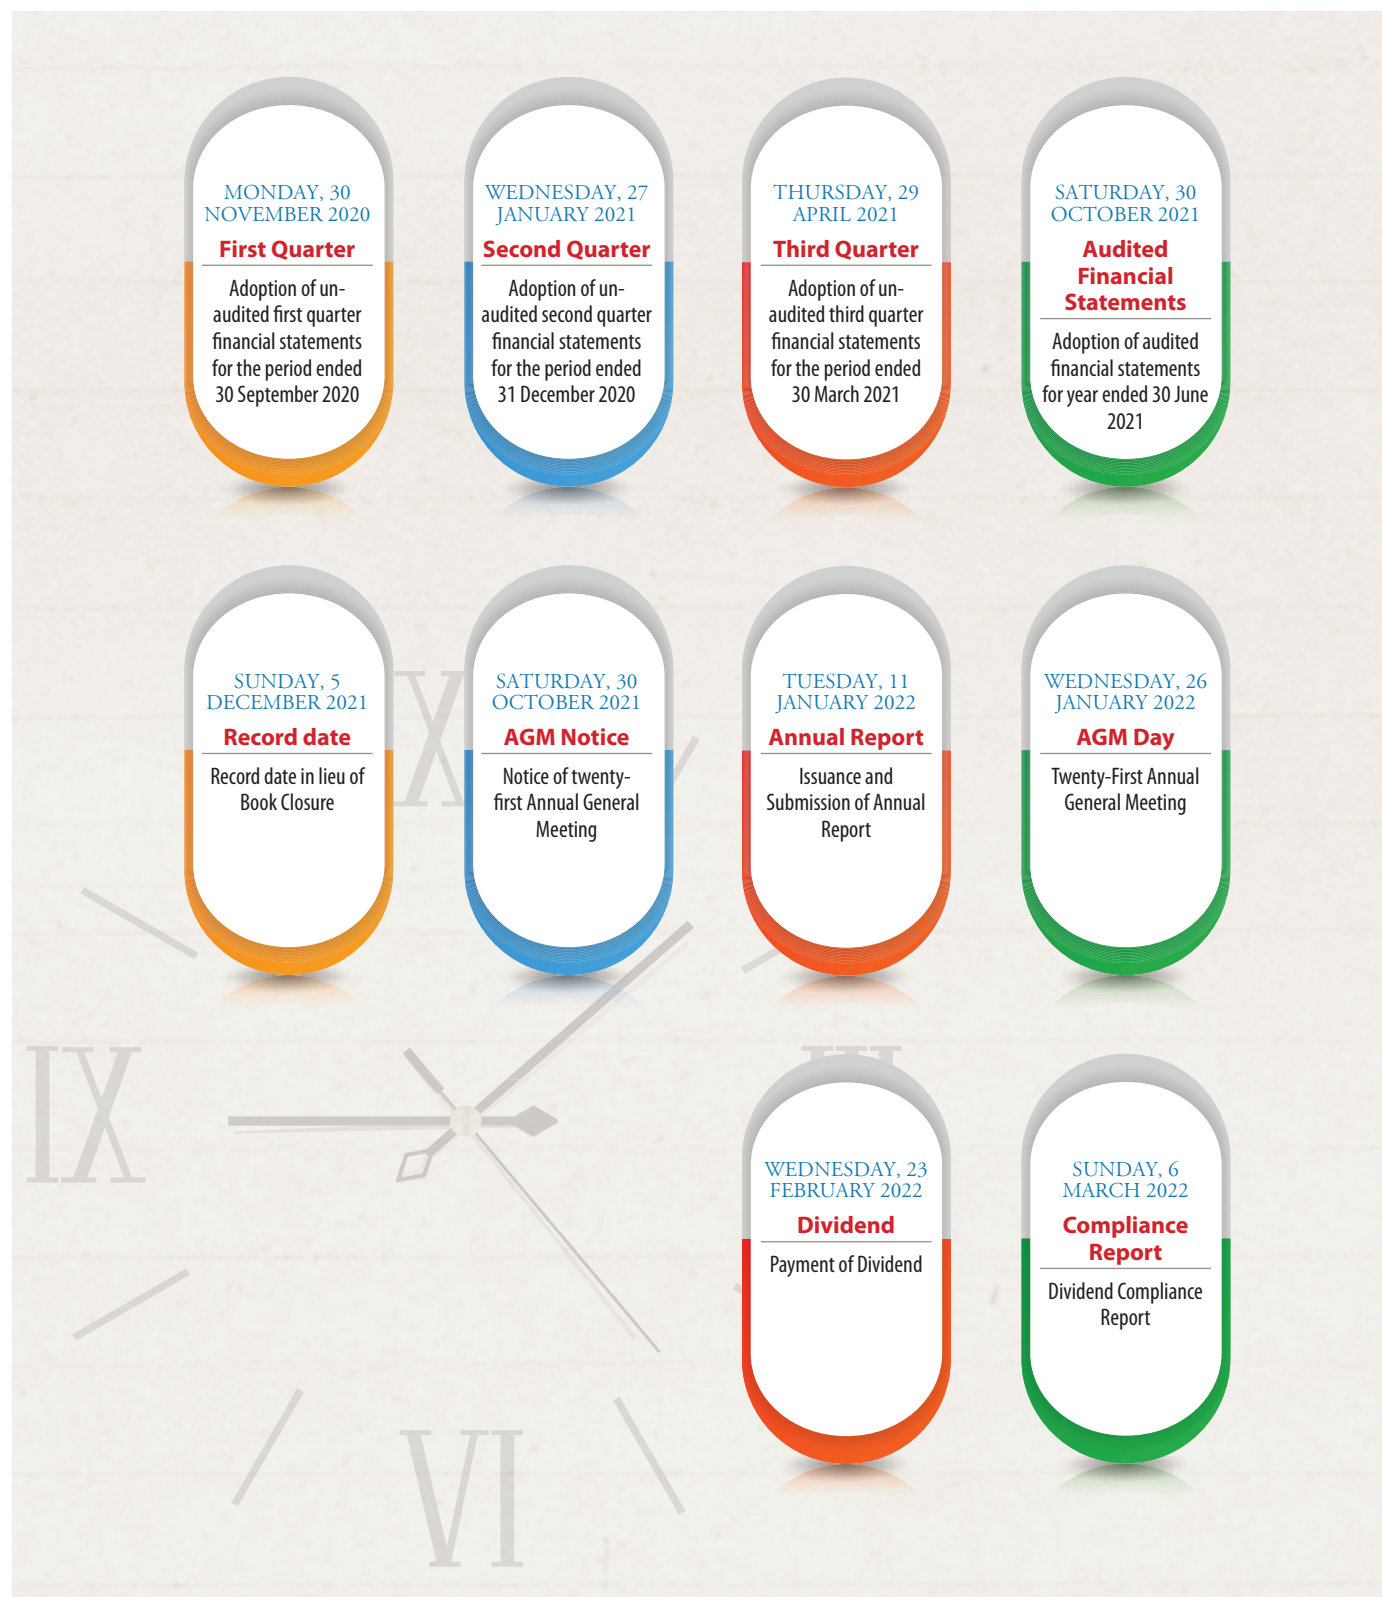 MONDAY, 30
NOVEMBER 2020
First Quarter
Adoption of un-
audited first quarter
financial statements
for the period ended
30 September 2020
WEDNESDAY, 27
JANUARY 2021
Second Quarter
Adoption of un-
audited second quarter
financial statements
for the period ended
31 December 2020
THURSDAY, 29
APRIL 2021
Third Quarter
Adoption of un-
audited third quarter
financial statements
for the period ended
30 March 2021
SATURDAY, 30
OCTOBER 2021
Audited
Financial
Statements
Adoption of audited
financial statements
for year ended 30 June
2021
SUNDAY, 5
DECEMBER 2021
Record date
Record date in lieu of
Book Closure
SATURDAY, 30
OCTOBER 2021
AGM Notice
Notice of twenty-
first Annual General
Meeting
TUESDAY, 11
JANUARY 2022
Annual Report
Issuance and
Submission of Annual
Report
WEDNESDAY, 26
JANUARY 2022
AGM Day
Twenty-First Annual
General Meeting
WEDNESDAY, 23
FEBRUARY 2022
Dividend
Payment of Dividend
SUNDAY, 6
MARCH 2022
Compliance
Report
Dividend Compliance
Report
IX
VI